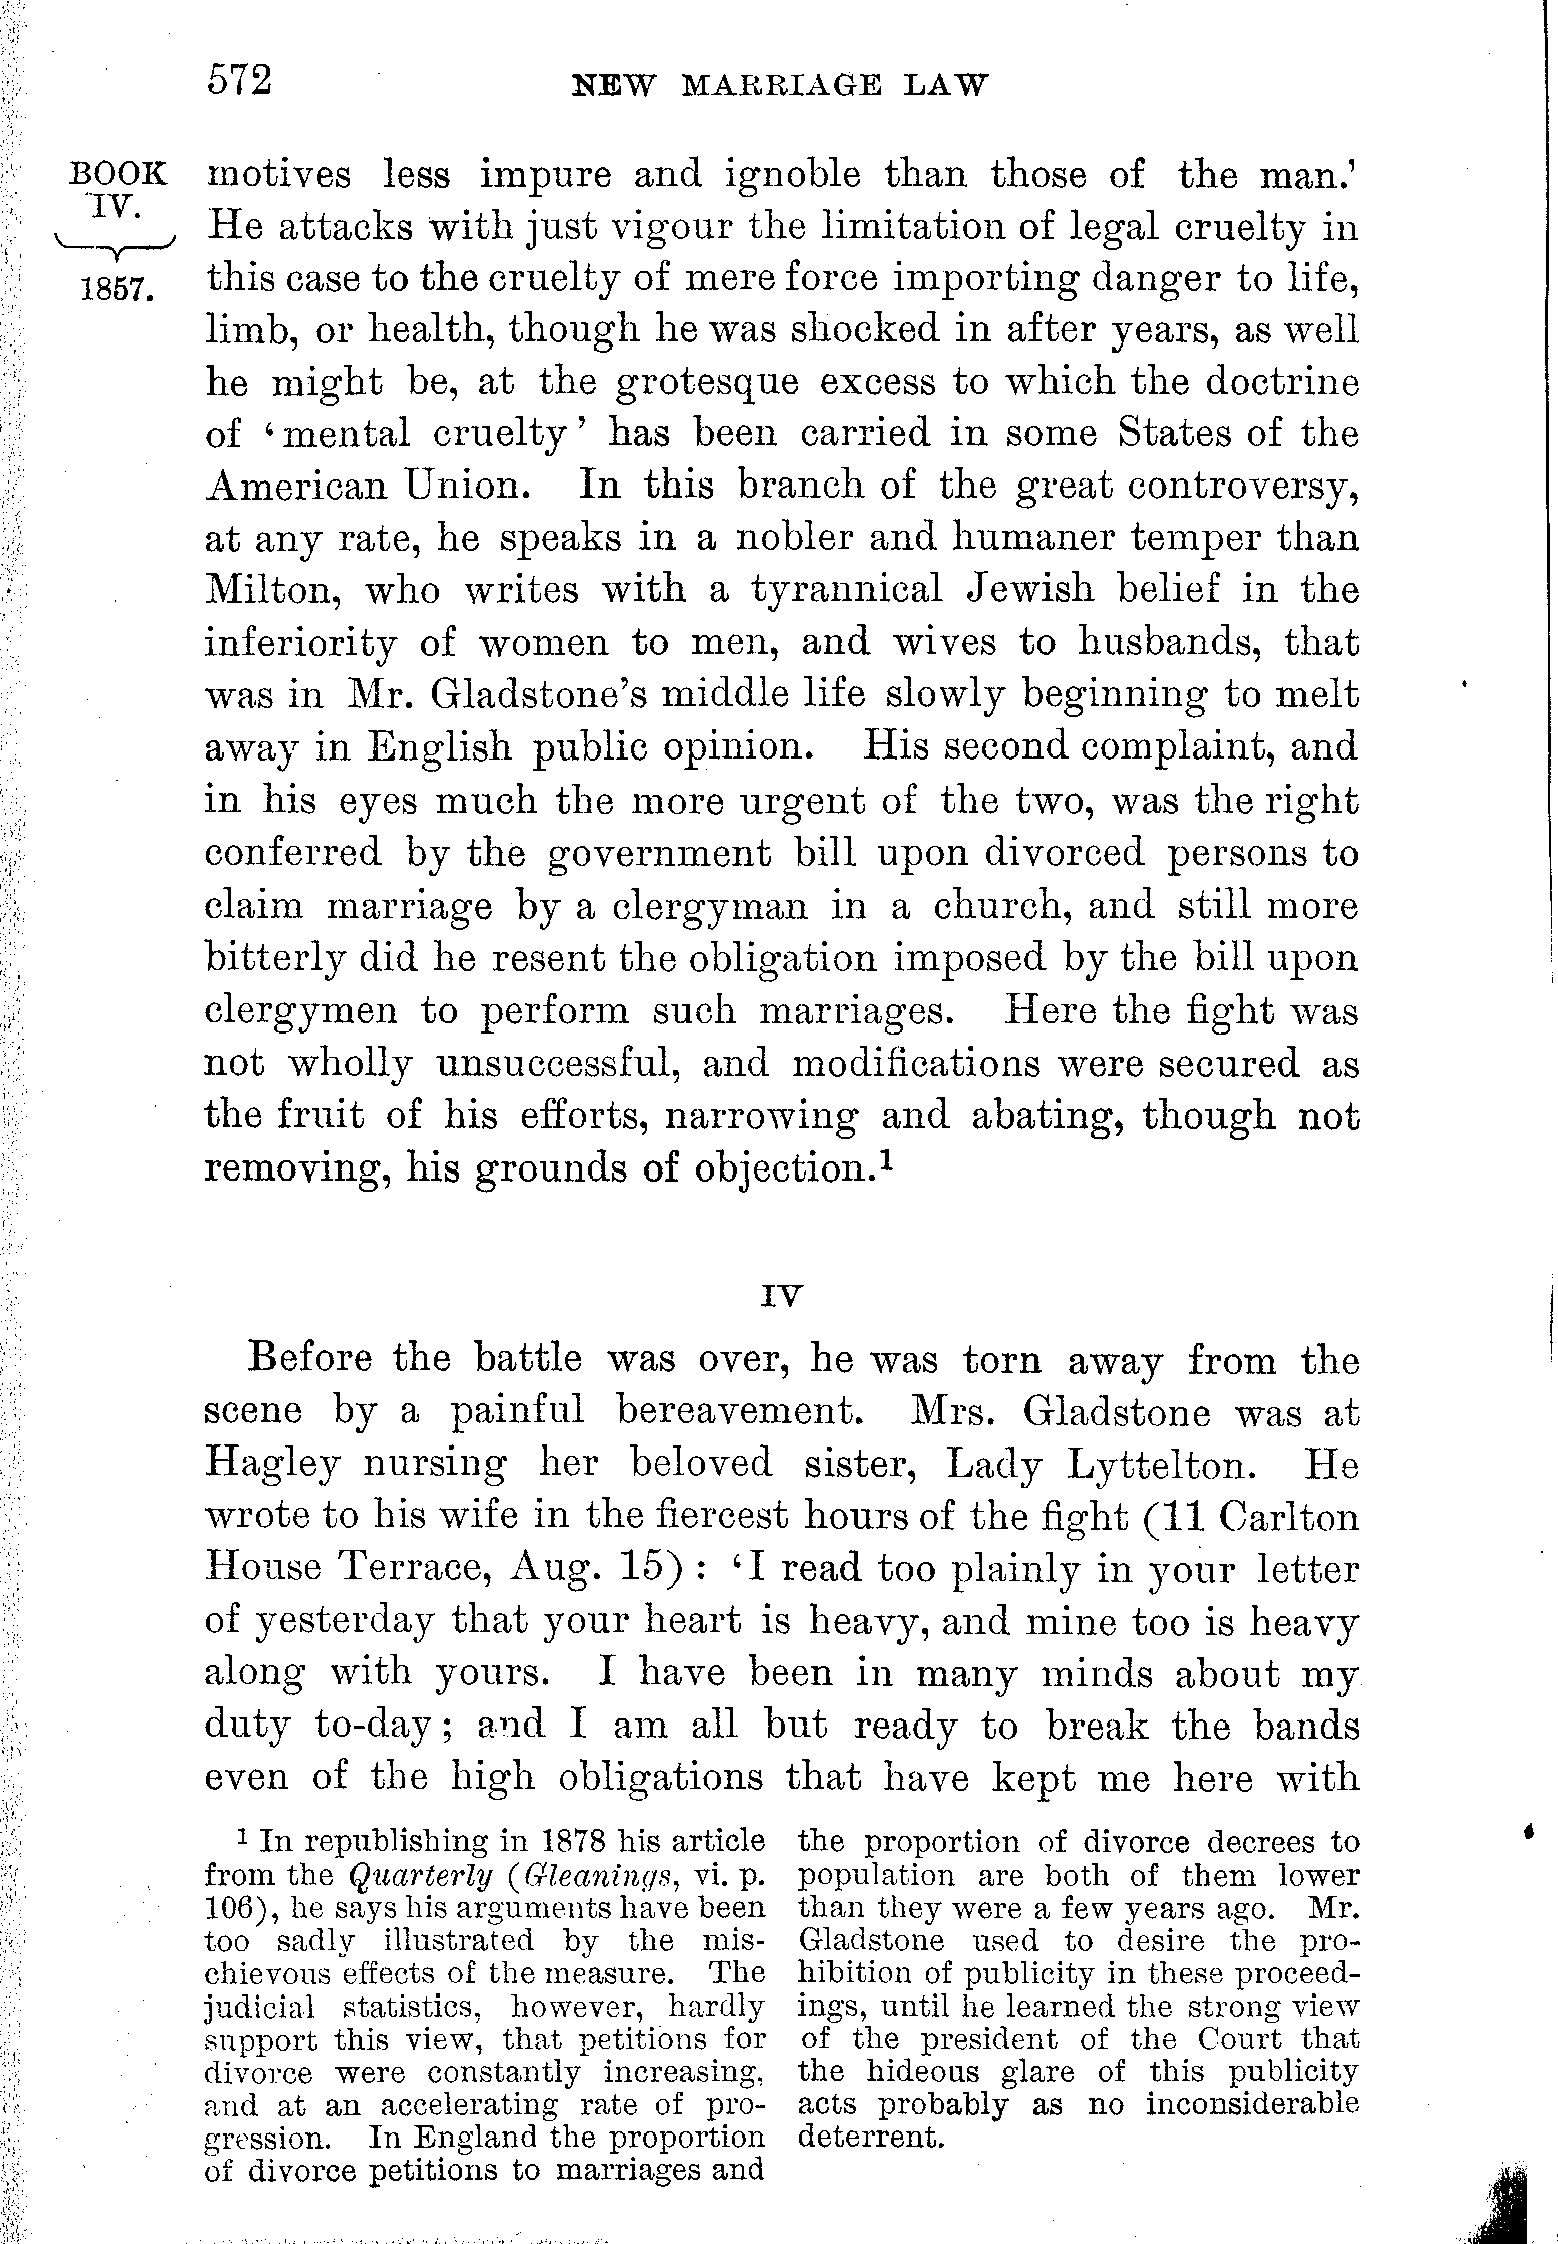 572 NEW MARRIAGE LAW
BOOK
IV.
1857.
motives less impure and ignoble than those of the man.'
He attacks with just vigour the limitation of legal cruelty in
this case to the cruelty of mere force importing danger to life,
limb, or health, though he was shocked in after years, as well
he might be, at the grotesque excess to which the doctrine
of 'mental cruelty' has been carried in some States of the
American Union. In this branch of the great controversy,
at any rate, he speaks in a nobler and humaner temper than
Milton, who writes with a tyrannical Jewish belief in the
inferiority of women to men, and wives to husbands, that
was in Mr. Gladstone's middle life slowly beginning to melt
away in English public opinion. His second complaint, and
in his eyes much the more urgent of the two, was the right
conferred by the government bill upon divorced persons to
claim marriage by a clergyman in a church, and still more
bitterly did he resent the obligation imposed by the bill upon
clergymen to perform such marriages. Here the fight was
not wholly unsuccessful, and modifications were secured as
the fruit of his efforts, narrowing and abating, though not
removing, his grounds of objection.¹
IV
Before the battle was over, he was torn away from the
scene by a painful bereavement. Mrs. Gladstone was at
Hagley nursing her beloved sister, Lady Lyttelton. He
wrote to his wife in the fiercest hours of the fight (11 Carlton
House Terrace, Aug. 15): 'I read too plainly in your letter
of yesterday that your heart is heavy, and mine too is heavy
along with yours. I have been in many minds about my
duty to-day; and I am all but ready to break the bands
even of the high obligations that have kept me here with
¹ In republishing in 1878 his article
from the Quarterly (Gleanings, vi. p.
106), he says his arguments have been
too sadly illustrated by the mis-
chievous effects of the measure. The
judicial statistics, however, hardly
support this view, that petitions for
divorce were constantly increasing,
and at an accelerating rate of pro-
gression. In England the proportion
of divorce petitions to marriages and
the proportion of divorce decrees to
population are both of them lower
than they were a few years ago. Mr.
Gladstone used to desire the pro-
hibition of publicity in these proceed-
ings, until he learned the strong view
of the president of the Court that
the hideous glare of this publicity
acts probably as no inconsiderable
deterrent.